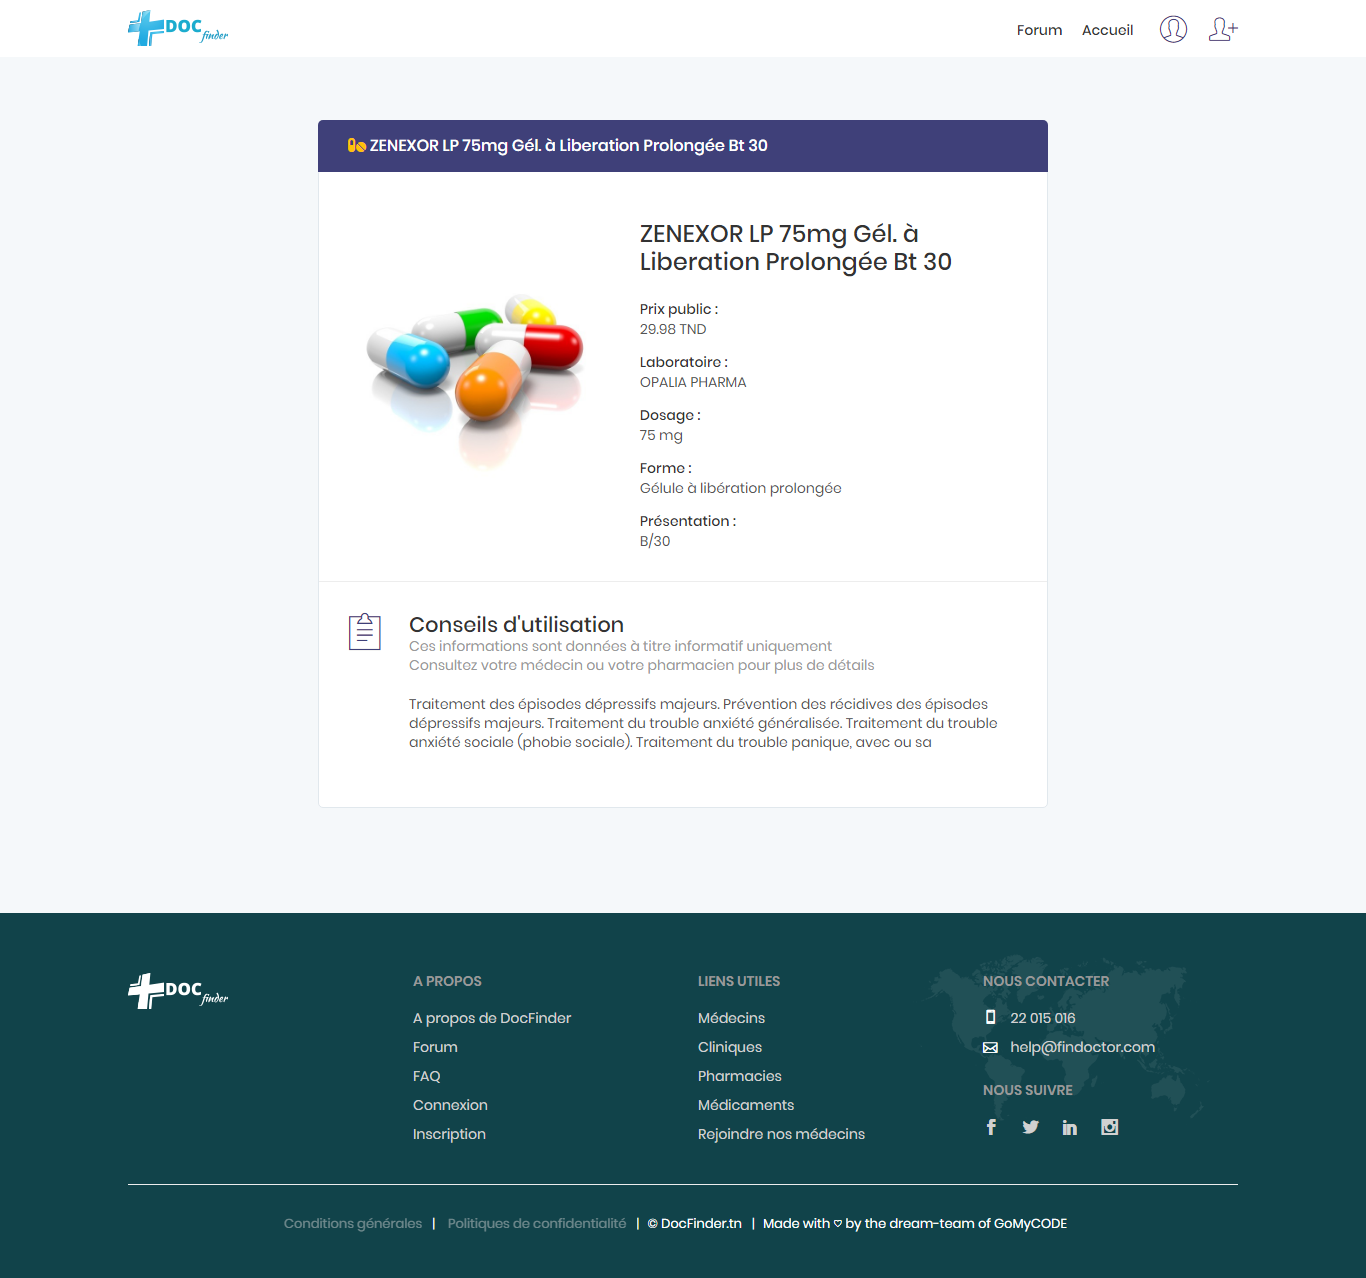 DOC finder
Forum Accueil
ZENEXOR LP 75mg Gél. à Liberation Prolongée Bt 30
ZENEXOR LP 75mg Gél. à
Liberation Prolongée Bt 30
Prix public :
29.98 TND
Laboratoire :
OPALIA PHARMA
Dosage :
75 mg
Forme :
Gélule à libération prolongée
Présentation :
B/30
Conseils d'utilisation
Ces informations sont données à titre informatif uniquement
Consultez votre médecin ou votre pharmacien pour plus de détails
Traitement des épisodes dépressifs majeurs. Prévention des récidives des épisodes
dépressifs majeurs. Traitement du trouble anxiété généralisée. Traitement du trouble
anxiété sociale (phobie sociale). Traitement du trouble panique, avec ou sa
DOC finder
A PROPOS
A propos de DocFinder
Forum
FAQ
Connexion
Inscription
LIENS UTILES
Médecins
Cliniques
Pharmacies
Médicaments
Rejoindre nos médecins
NOUS CONTACTER
22 015 016
help@findoctor.com
NOUS SUIVRE
Conditions générales | Politiques de confidentialité | © DocFinder.tn | Made with ♡ by the dream-team of GoMyCODE